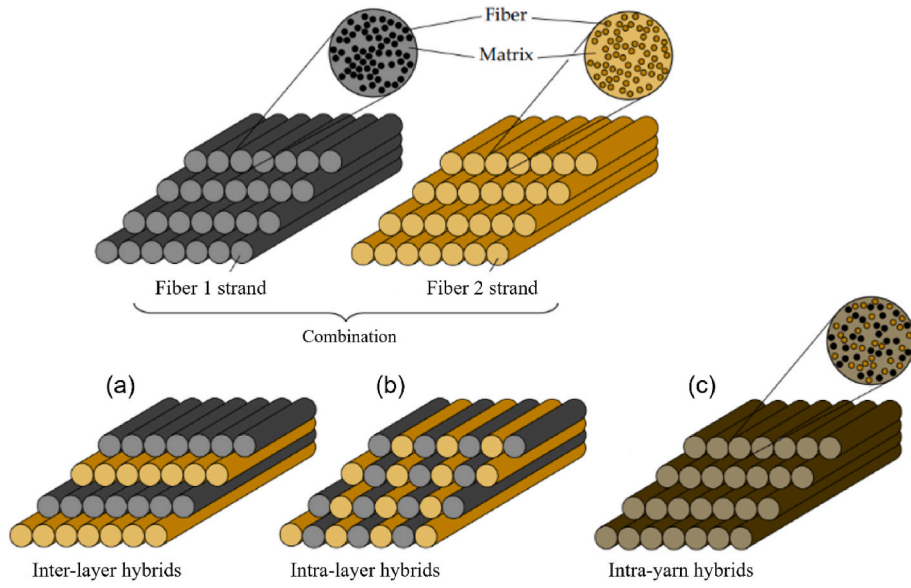 Fiber
Matrix
Fiber 1 strand
Fiber 2 strand
Combination
(a)
(b)
(c)
Inter-layer hybrids
Intra-layer hybrids
Intra-yarn hybrids